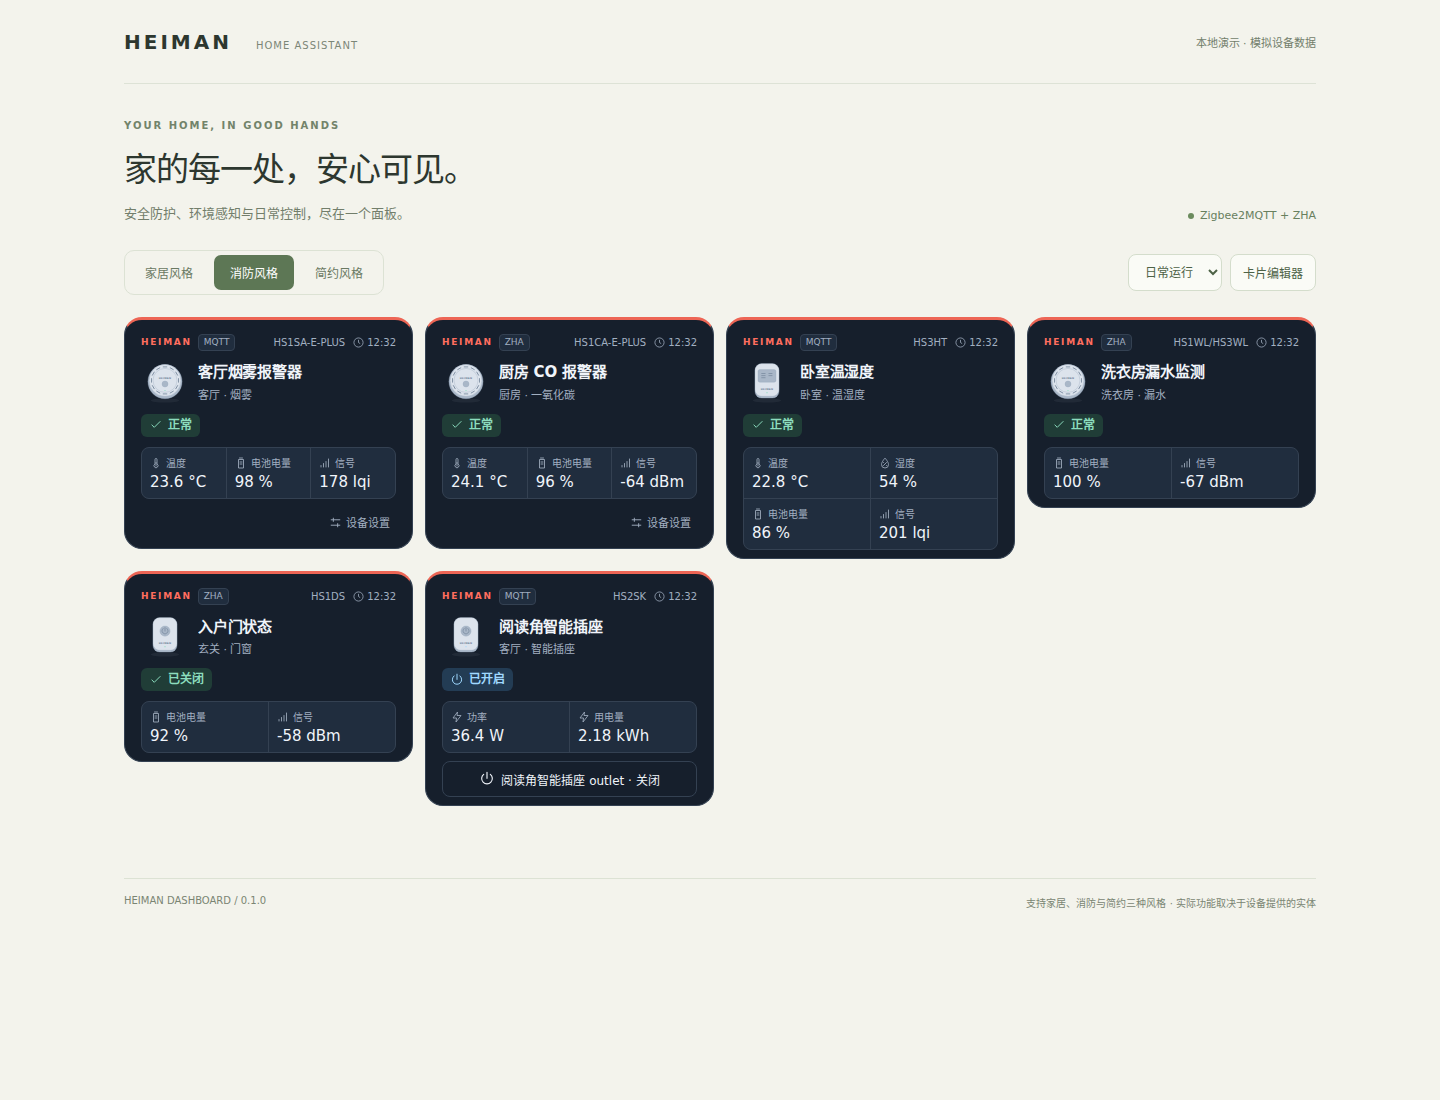 HEIMAN HOME ASSISTANT
本地演示 · 模拟设备数据
YOUR HOME, IN GOOD HANDS
家的每一处，安心可见。
安全防护、环境感知与日常控制，尽在一个面板。
Zigbee2MQTT + ZHA
家居风格 消防风格 简约风格
日常运行 卡片编辑器
HEIMAN MQTT HS1SA-E-PLUS 12:32
客厅烟雾报警器
客厅 · 烟雾
正常
温度 电池电量 信号
23.6 °C 98 % 178 lqi
设备设置
HEIMAN ZHA HS1CA-E-PLUS 12:32
厨房 CO 报警器
厨房 · 一氧化碳
正常
温度 电池电量 信号
24.1 °C 96 % -64 dBm
设备设置
HEIMAN MQTT HS3HT 12:32
卧室温湿度
卧室 · 温湿度
正常
温度 湿度
22.8 °C 54 %
电池电量 信号
86 % 201 lqi
HEIMAN ZHA HS1WL/HS3WL 12:32
洗衣房漏水监测
洗衣房 · 漏水
正常
电池电量 信号
100 % -67 dBm
HEIMAN ZHA HS1DS 12:32
入户门状态
玄关 · 门窗
已关闭
电池电量 信号
92 % -58 dBm
HEIMAN MQTT HS2SK 12:32
阅读角智能插座
客厅 · 智能插座
已开启
功率 用电量
36.4 W 2.18 kWh
阅读角智能插座 outlet · 关闭
HEIMAN DASHBOARD / 0.1.0
支持家居、消防与简约三种风格 · 实际功能取决于设备提供的实体